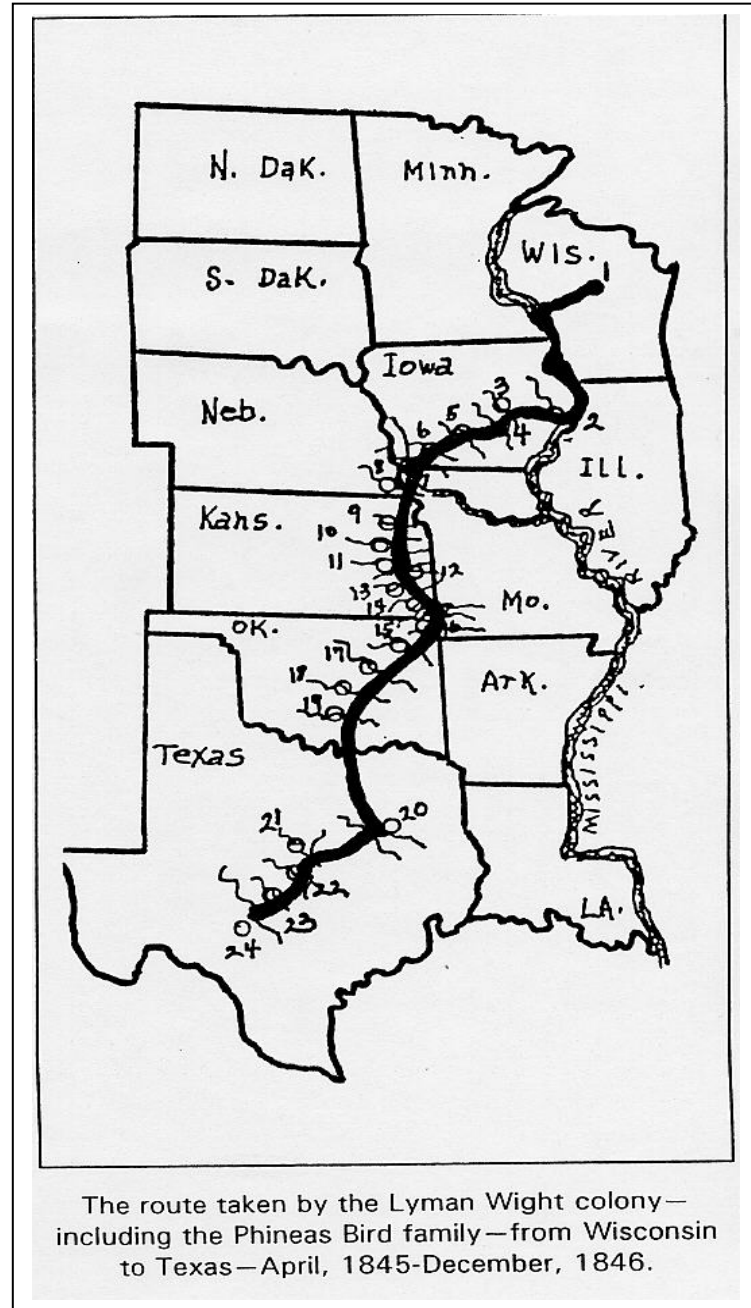 N. Dak.
Minn.
WIS.
1
S- Dak.
Iowa
3
Neb.
5
4
2
6
Ill.
8
7
Kans.
9
10
11
12
13
Mo.
14
OK.
15
16
17
Ark.
18
19
Texas
20
21
22
23
24
LA.
MISSISSIPPI
RIVER
The route taken by the Lyman Wight colony—
including the Phineas Bird family—from Wisconsin
to Texas—April, 1845-December, 1846.